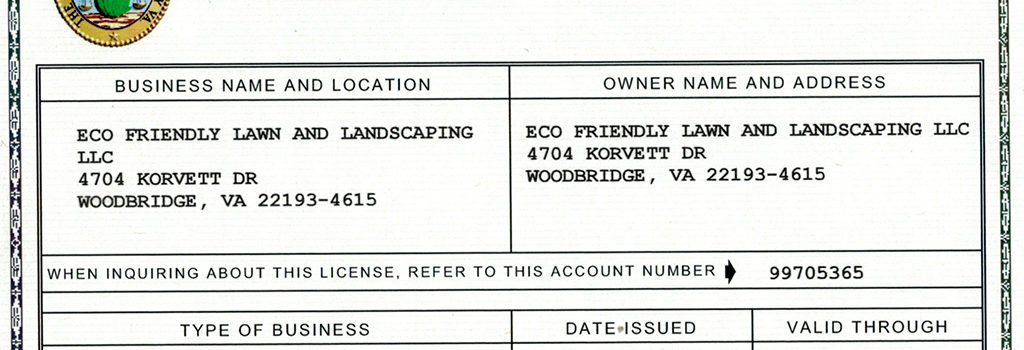 THE
VA
BUSINESS NAME AND LOCATION
OWNER NAME AND ADDRESS
ECO FRIENDLY LAWN AND LANDSCAPING
LLC
4704 KORVETT DR
WOODBRIDGE, VA 22193-4615
ECO FRIENDLY LAWN AND LANDSCAPING LLC
4704 KORVETT DR
WOODBRIDGE, VA 22193-4615
WHEN INQUIRING ABOUT THIS LICENSE, REFER TO THIS ACCOUNT NUMBER 99705365
TYPE OF BUSINESS
DATE ISSUED
VALID THROUGH